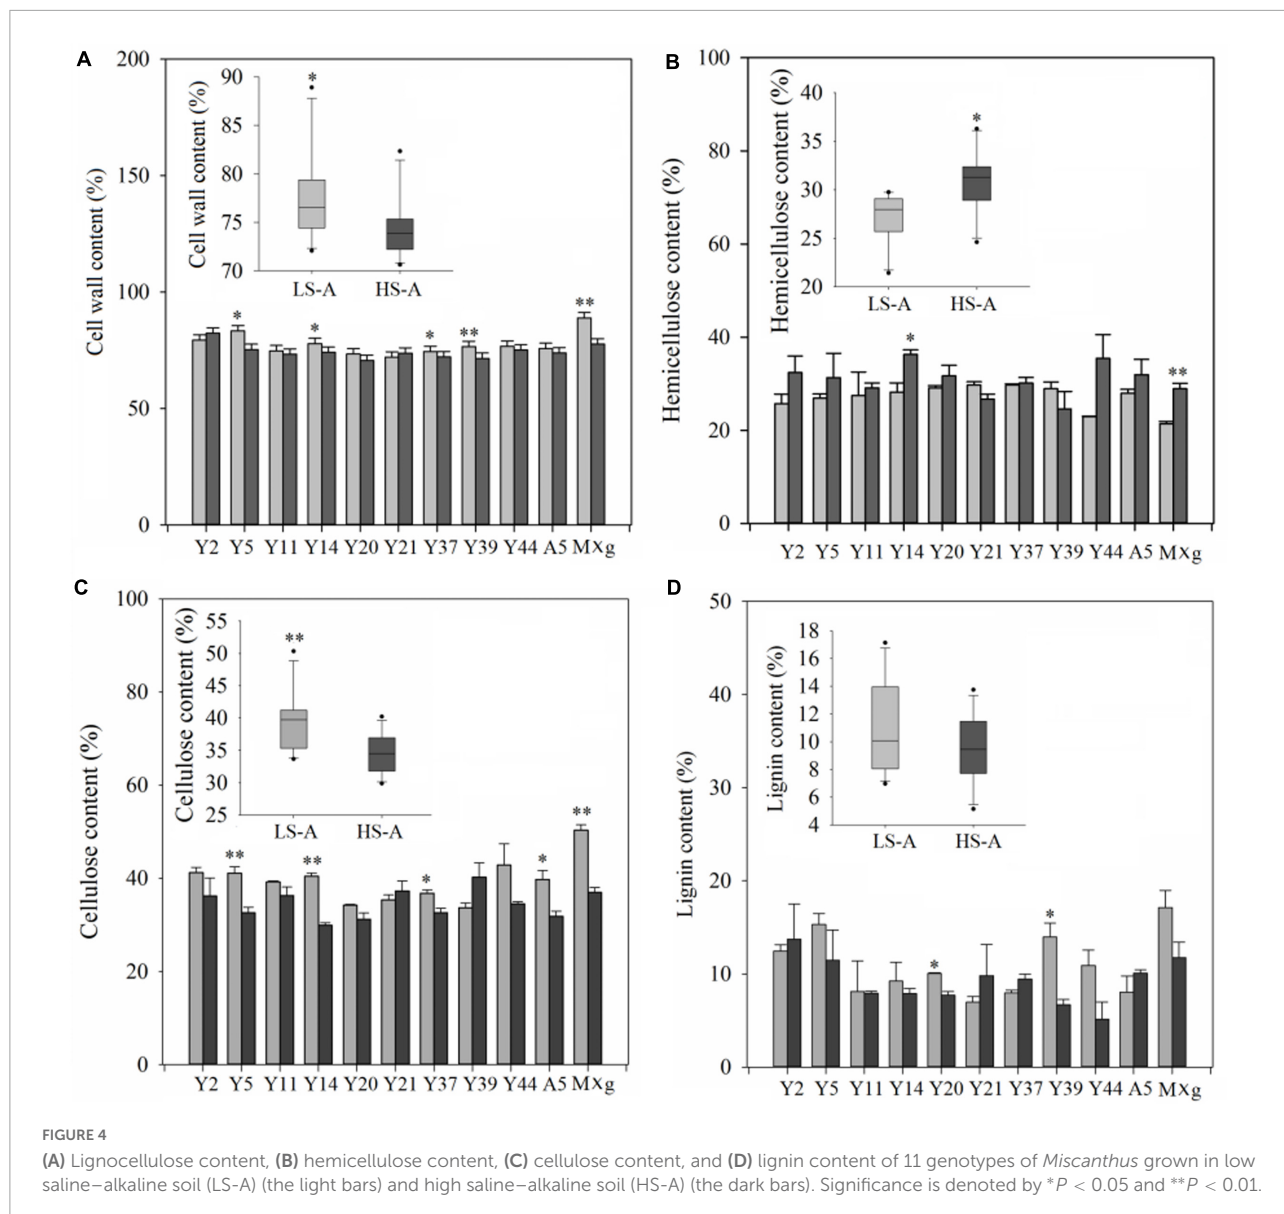 A
Cell wall content (%)
200
150
100
50
0
Cell wall content (%)
90
85
80
75
70
*
LS-A HS-A
* * * ** **
Y2 Y5 Y11 Y14 Y20 Y21 Y37 Y39 Y44 A5 Mxg
B
Hemicellulose content (%)
100
80
60
40
20
0
Hemicellulose content (%)
40
35
30
25
20
*
LS-A HS-A
* **
Y2 Y5 Y11 Y14 Y20 Y21 Y37 Y39 Y44 A5 Mxg
C
Cellulose content (%)
100
80
60
40
20
0
Cellulose content (%)
55
50
45
40
35
30
25
**
LS-A HS-A
** ** * * **
Y2 Y5 Y11 Y14 Y20 Y21 Y37 Y39 Y44 A5 Mxg
D
Lignin content (%)
50
40
30
20
10
0
Lignin content (%)
18
16
14
12
10
8
6
4
LS-A HS-A
* *
Y2 Y5 Y11 Y14 Y20 Y21 Y37 Y39 Y44 A5 Mxg
FIGURE 4
(A) Lignocellulose content, (B) hemicellulose content, (C) cellulose content, and (D) lignin content of 11 genotypes of Miscanthus grown in low
saline–alkaline soil (LS-A) (the light bars) and high saline–alkaline soil (HS-A) (the dark bars). Significance is denoted by *P < 0.05 and **P < 0.01.